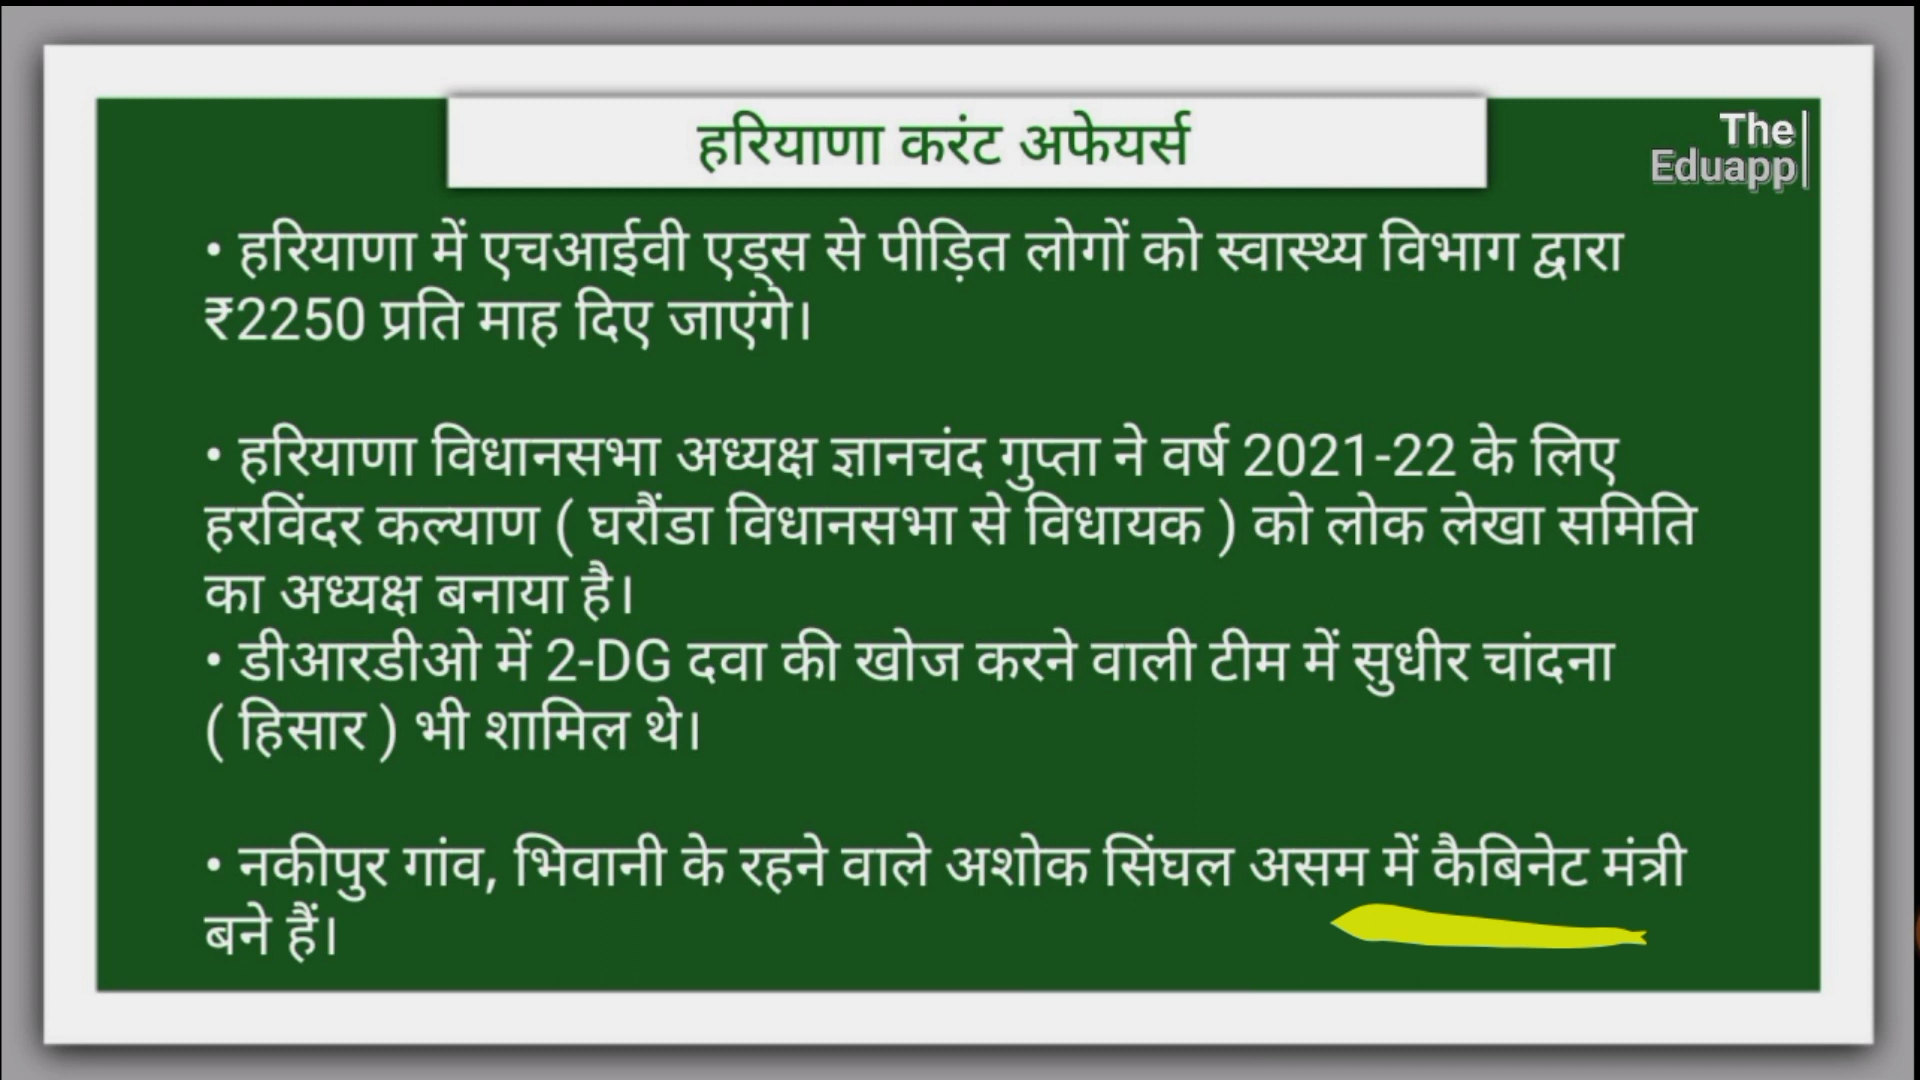 हरियाणा करंट अफेयर्स
The
Eduapp
• हरियाणा में एचआईवी एड्स से पीड़ित लोगों को स्वास्थ्य विभाग द्वारा
₹2250 प्रति माह दिए जाएंगे।
• हरियाणा विधानसभा अध्यक्ष ज्ञानचंद गुप्ता ने वर्ष 2021-22 के लिए
हरविंदर कल्याण ( घरौंडा विधानसभा से विधायक ) को लोक लेखा समिति
का अध्यक्ष बनाया है।
• डीआरडीओ में 2-DG दवा की खोज करने वाली टीम में सुधीर चांदना
( हिसार ) भी शामिल थे।
• नकीपुर गांव, भिवानी के रहने वाले अशोक सिंघल असम में कैबिनेट मंत्री
बने हैं।